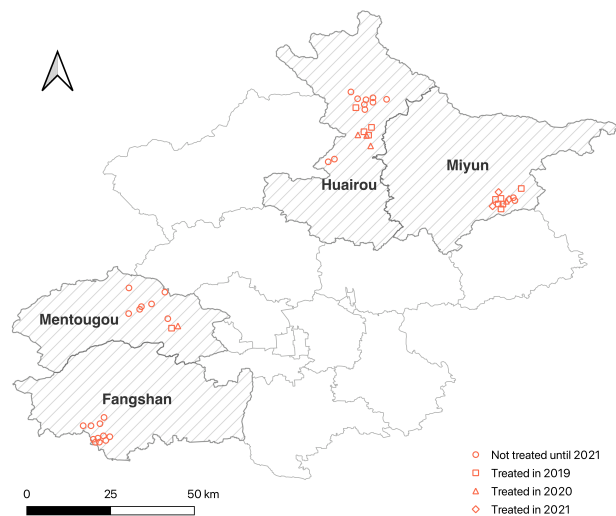 Huairou
Miyun
Mentougou
Fangshan
Not treated until 2021
Treated in 2019
Treated in 2020
Treated in 2021
0 25 50 km